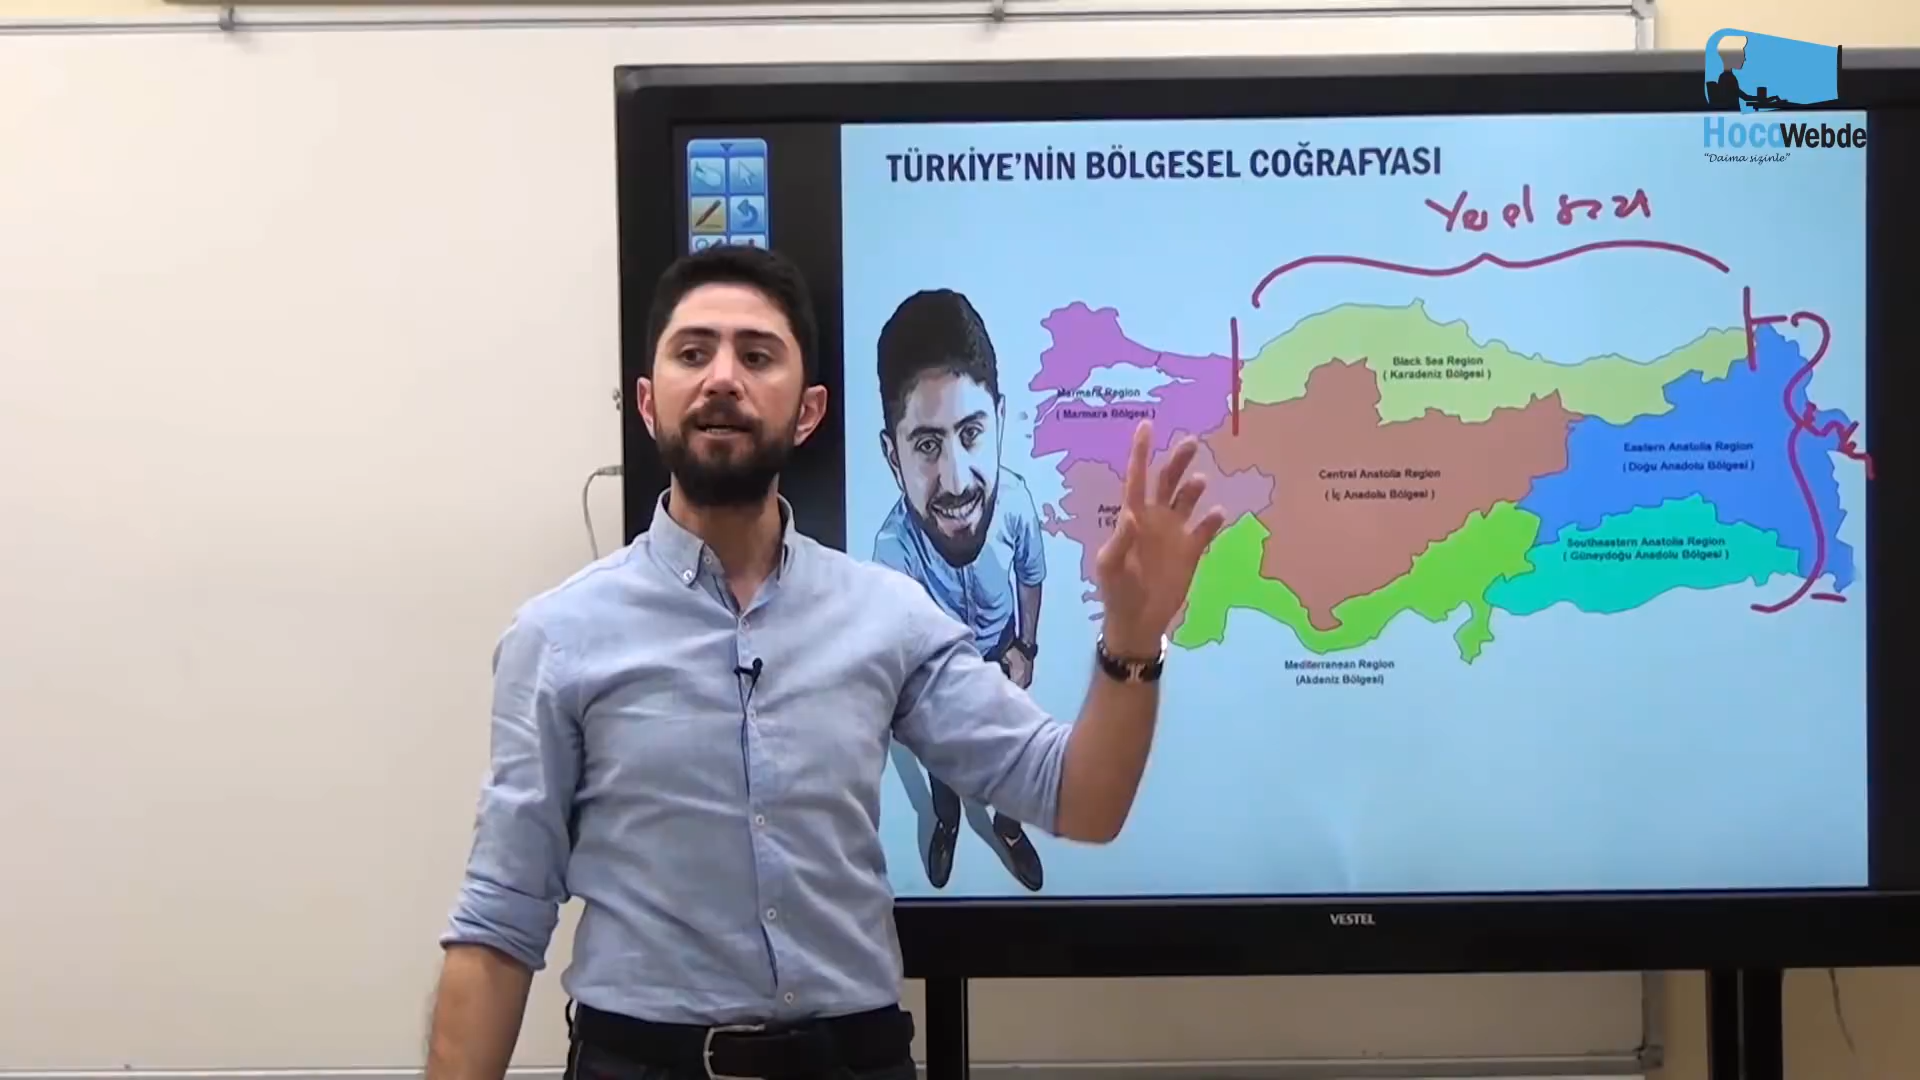 HocaWebde
"Daima sizinle"
TÜRKİYE'NİN BÖLGESEL COĞRAFYASI
Yerel saat
Black Sea Region
( Karadeniz Bölgesi )
Marmara Region
( Marmara Bölgesi )
Eastern Anatolia Region
( Doğu Anadolu Bölgesi )
Central Anatolia Region
( İç Anadolu Bölgesi )
Southeastern Anatolia Region
( Güneydoğu Anadolu Bölgesi )
Mediterranean Region
(Akdeniz Bölgesi)
VESTEL